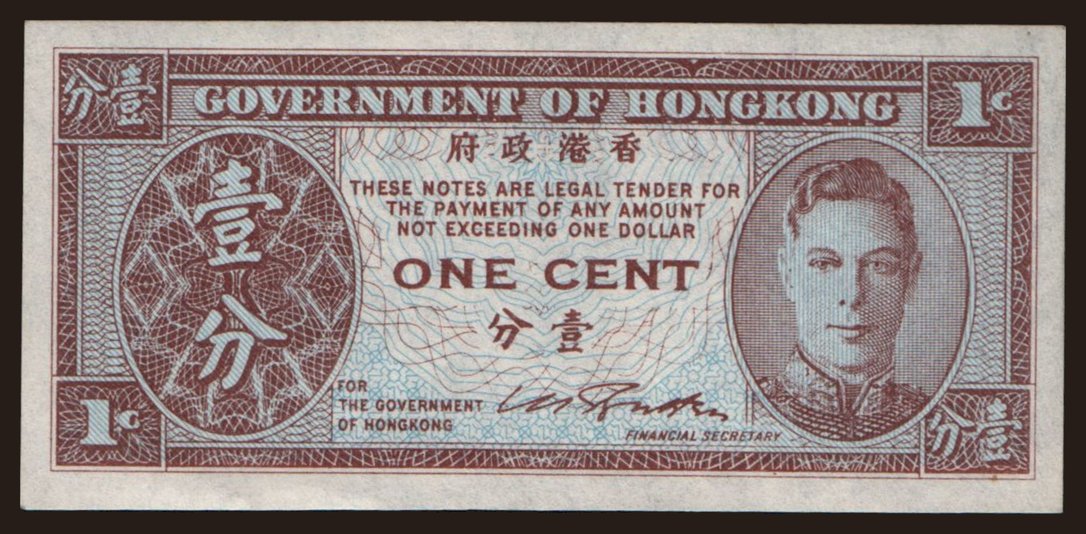 分壹
GOVERNMENT OF HONGKONG
1C
府政港香
壹分
THESE NOTES ARE LEGAL TENDER FOR
THE PAYMENT OF ANY AMOUNT
NOT EXCEEDING ONE DOLLAR
ONE CENT
分壹
FOR
THE GOVERNMENT
OF HONGKONG
FINANCIAL SECRETARY
1C
分壹